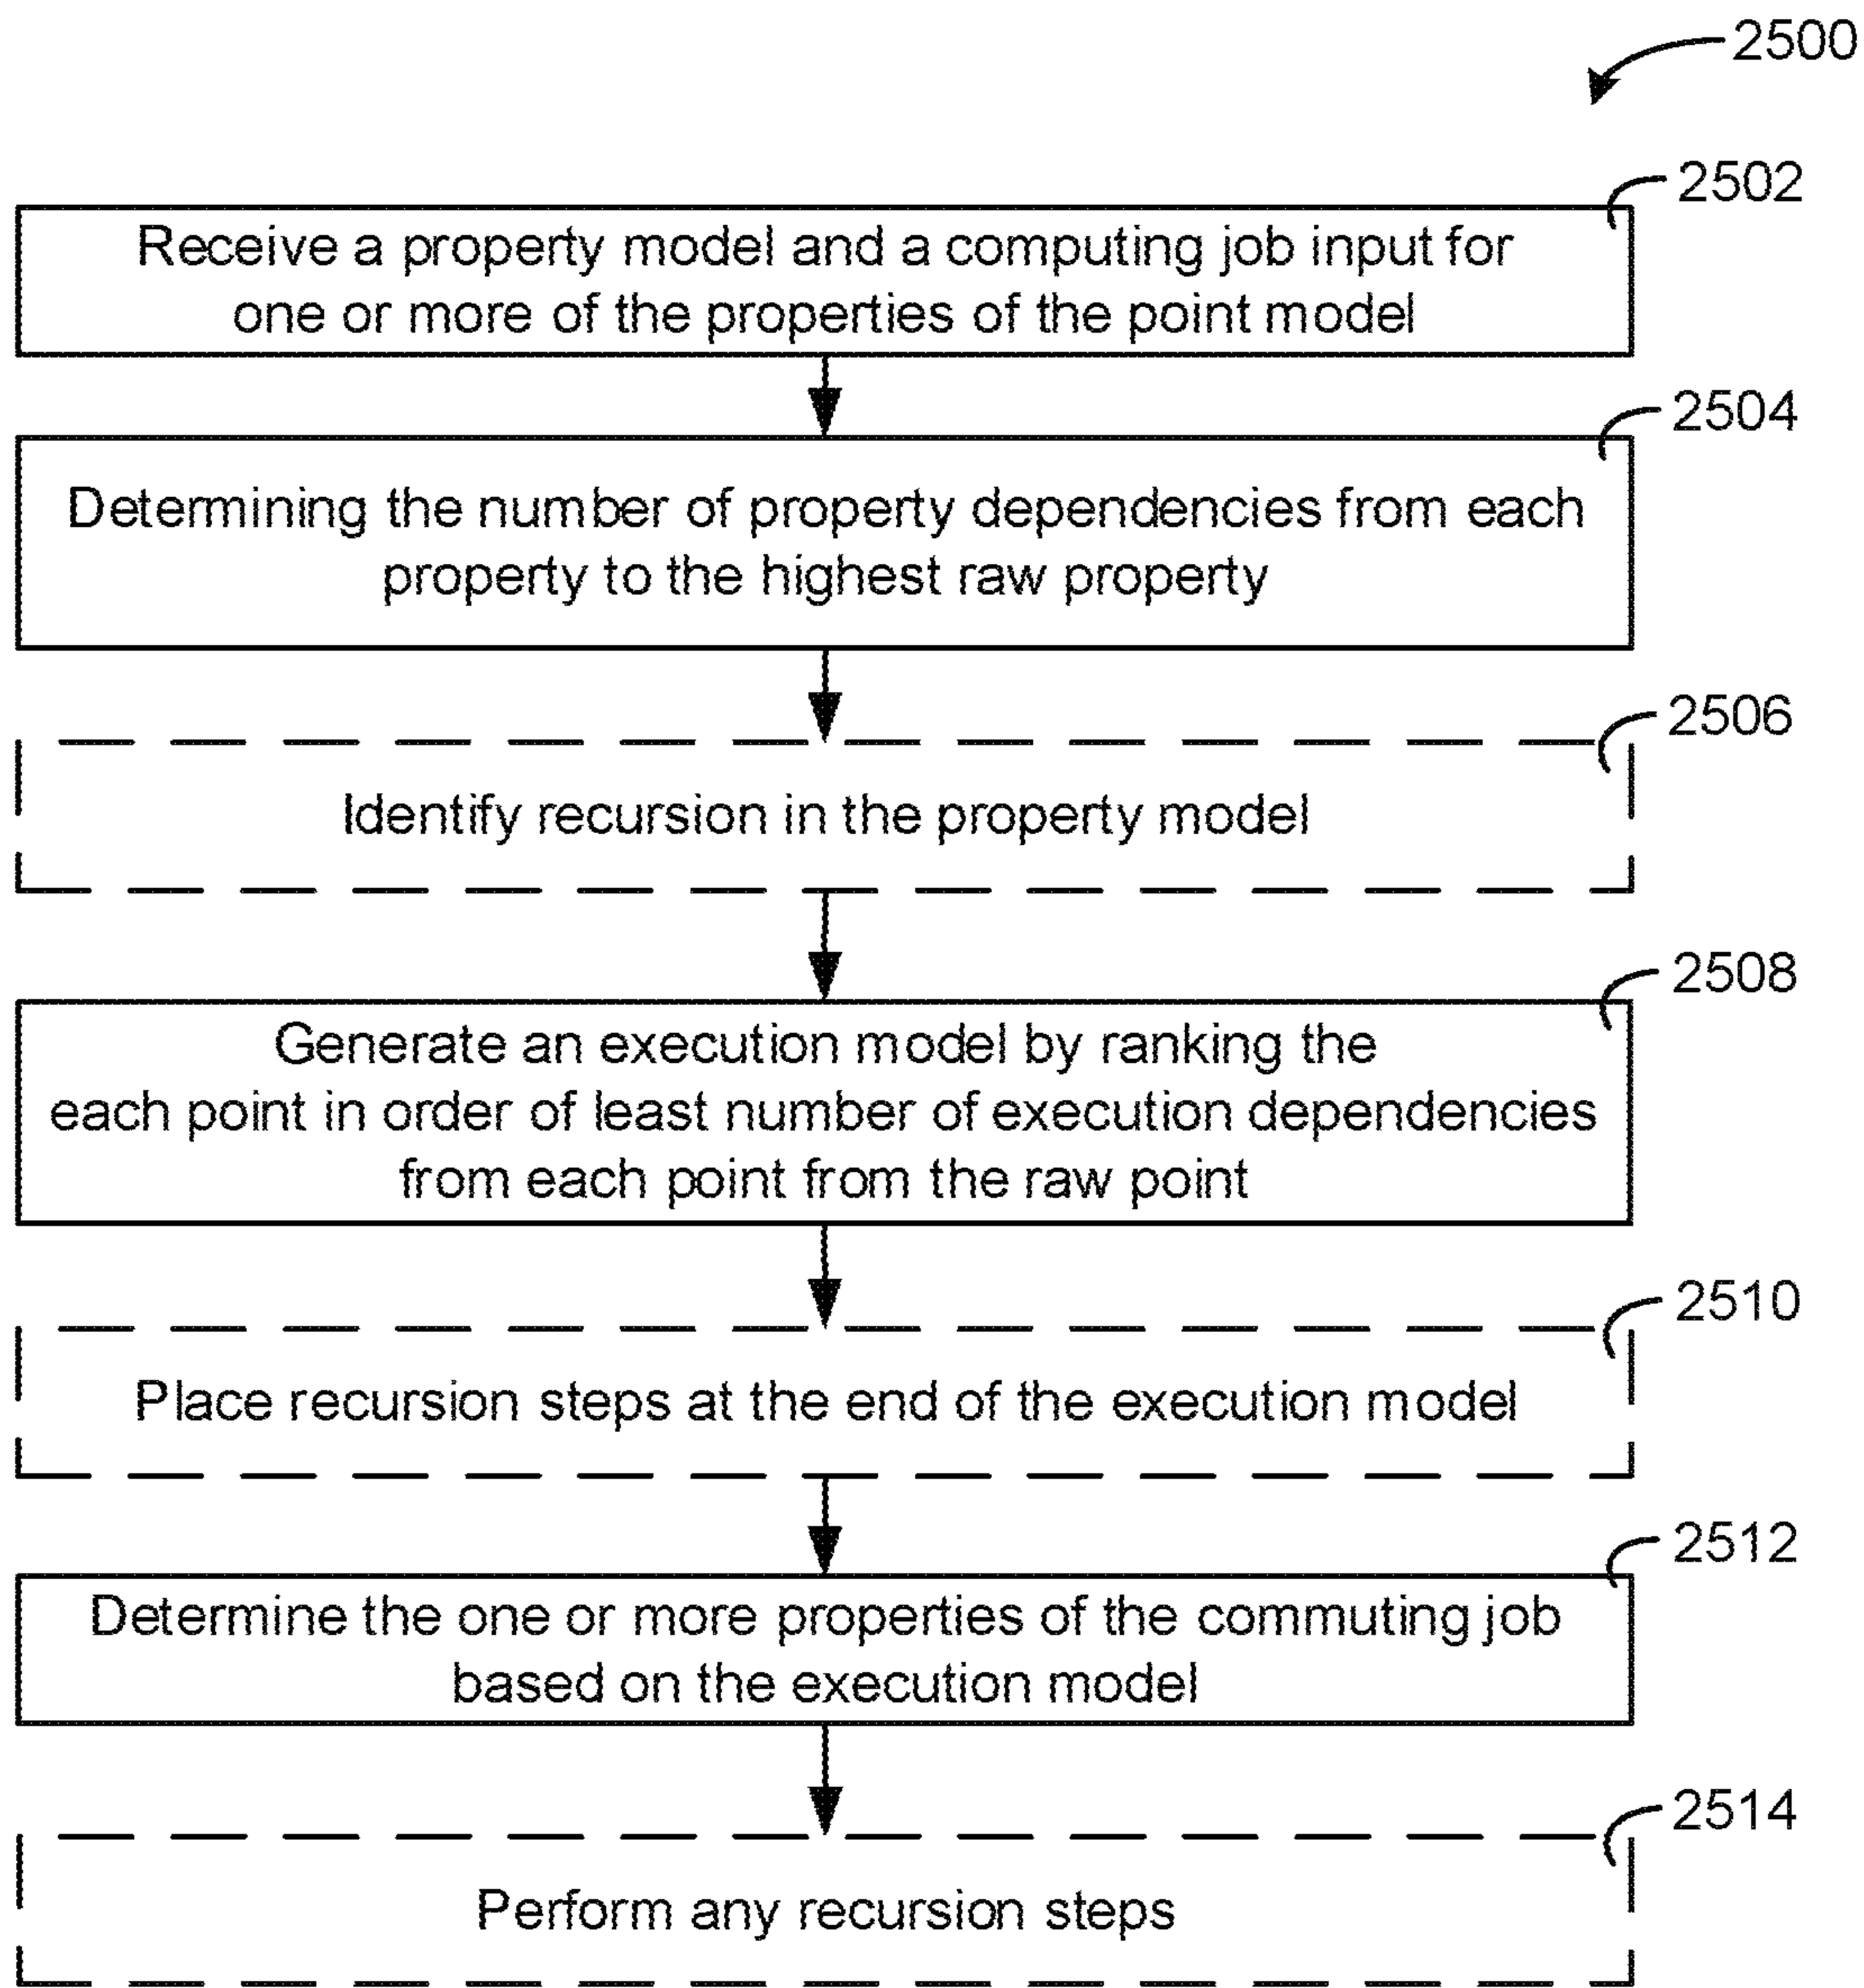 2500
2502
Receive a property model and a computing job input for
one or more of the properties of the point model
2504
Determining the number of property dependencies from each
property to the highest raw property
2506
Identify recursion in the property model
2508
Generate an execution model by ranking the
each point in order of least number of execution dependencies
from each point from the raw point
2510
Place recursion steps at the end of the execution model
2512
Determine the one or more properties of the commuting job
based on the execution model
2514
Perform any recursion steps